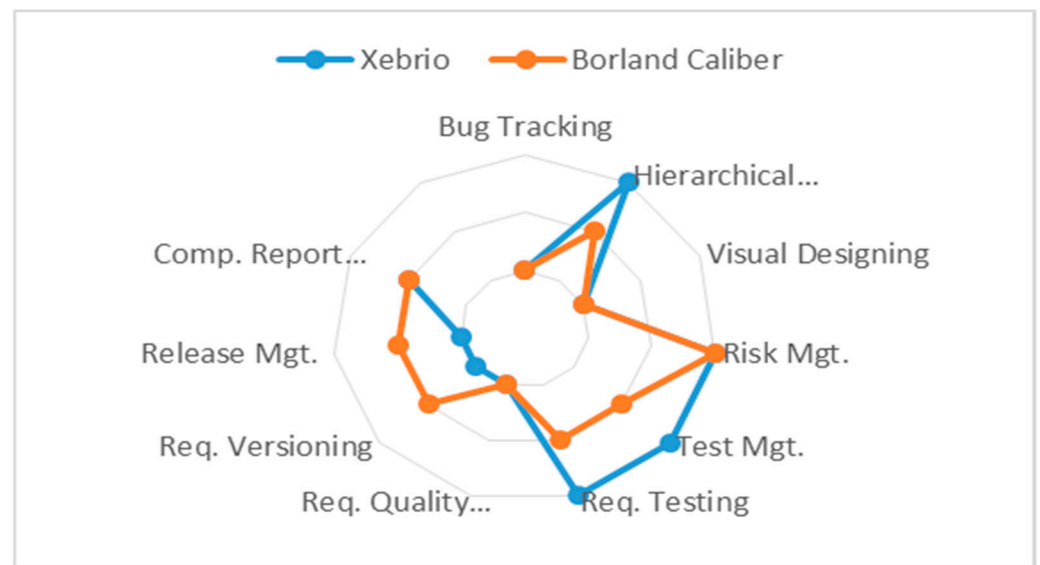 Xebrio Borland Caliber
Bug Tracking
Hierarchical...
Visual Designing
Comp. Report...
Release Mgt.
Risk Mgt.
Req. Versioning
Test Mgt.
Req. Quality...
Req. Testing